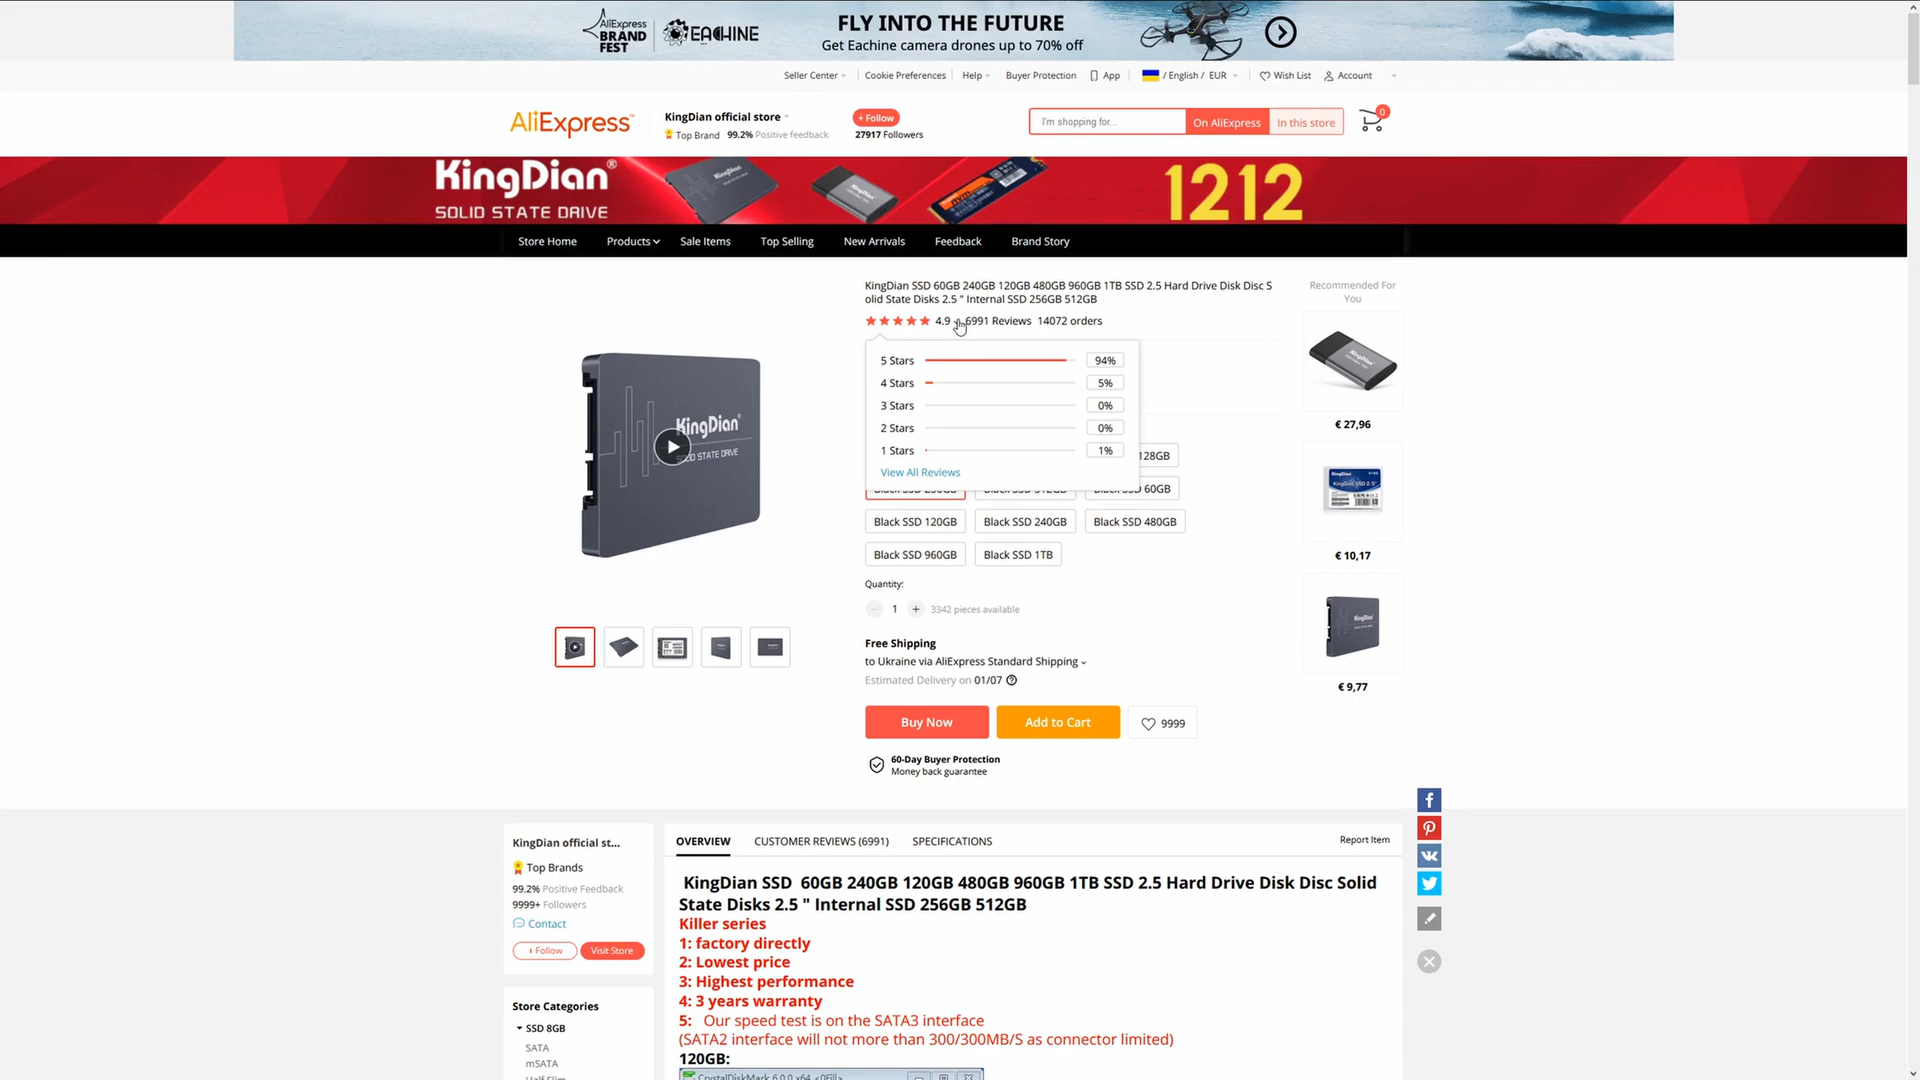 AliExpress
BRAND
FEST
EACHINE
FLY INTO THE FUTURE
Get Eachine camera drones up to 70% off
Seller Center
Cookie Preferences
Help
Buyer Protection
App
/ English / EUR
Wish List
Account
AliExpress
KingDian official store
Top Brand 99.2% Positive feedback
+ Follow
27917 Followers
I'm shopping for...
On AliExpress
In this store
0
KingDian®
SOLID STATE DRIVE
1212
Store Home
Products
Sale Items
Top Selling
New Arrivals
Feedback
Brand Story
KingDian SSD 60GB 240GB 120GB 480GB 960GB 1TB SSD 2.5 Hard Drive Disk Disc S
olid State Disks 2.5 " Internal SSD 256GB 512GB
4.9 6991 Reviews 14072 orders
5 Stars 94%
4 Stars 5%
3 Stars 0%
2 Stars 0%
1 Stars 1%
View All Reviews
128GB
60GB
Black SSD 120GB
Black SSD 240GB
Black SSD 480GB
Black SSD 960GB
Black SSD 1TB
Quantity:
1
3342 pieces available
Free Shipping
to Ukraine via AliExpress Standard Shipping
Estimated Delivery on 01/07
Buy Now
Add to Cart
9999
60-Day Buyer Protection
Money back guarantee
KingDian®
SOLID STATE DRIVE
Recommended For
You
€ 27,96
€ 10,17
KingDian
€ 9,77
KingDian official st...
Top Brands
99.2% Positive Feedback
9999+ Followers
Contact
+ Follow
Visit Store
Store Categories
SSD 8GB
SATA
mSATA
Half Slim
OVERVIEW
CUSTOMER REVIEWS (6991)
SPECIFICATIONS
Report Item
KingDian SSD 60GB 240GB 120GB 480GB 960GB 1TB SSD 2.5 Hard Drive Disk Disc Solid
State Disks 2.5 " Internal SSD 256GB 512GB
Killer series
1: factory directly
2: Lowest price
3: Highest performance
4: 3 years warranty
5: Our speed test is on the SATA3 interface
(SATA2 interface will not more than 300/300MB/S as connector limited)
120GB:
CrystalDiskMark 6.0.0 x64 <0Fill>